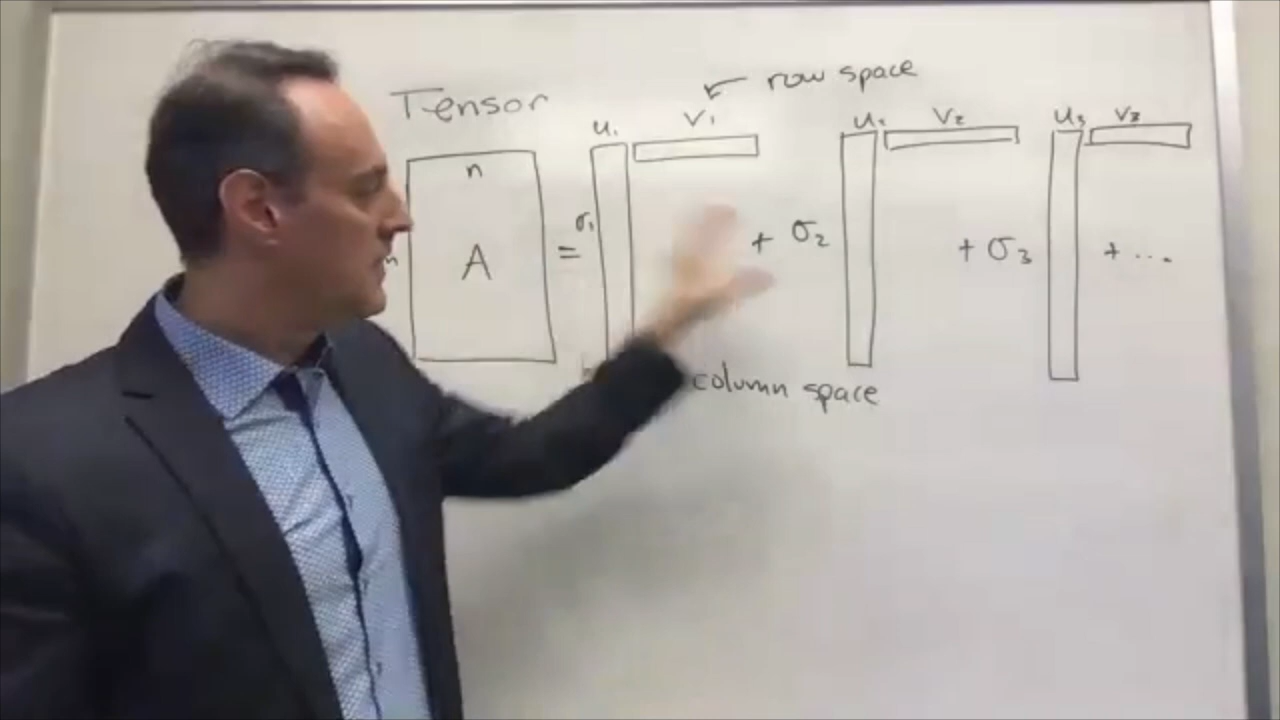 Tensor
row space
u₁ v₁ u₂ v₂ u₃ v₃
n
A = σ₁ + σ₂ + σ₃ + ...
column space